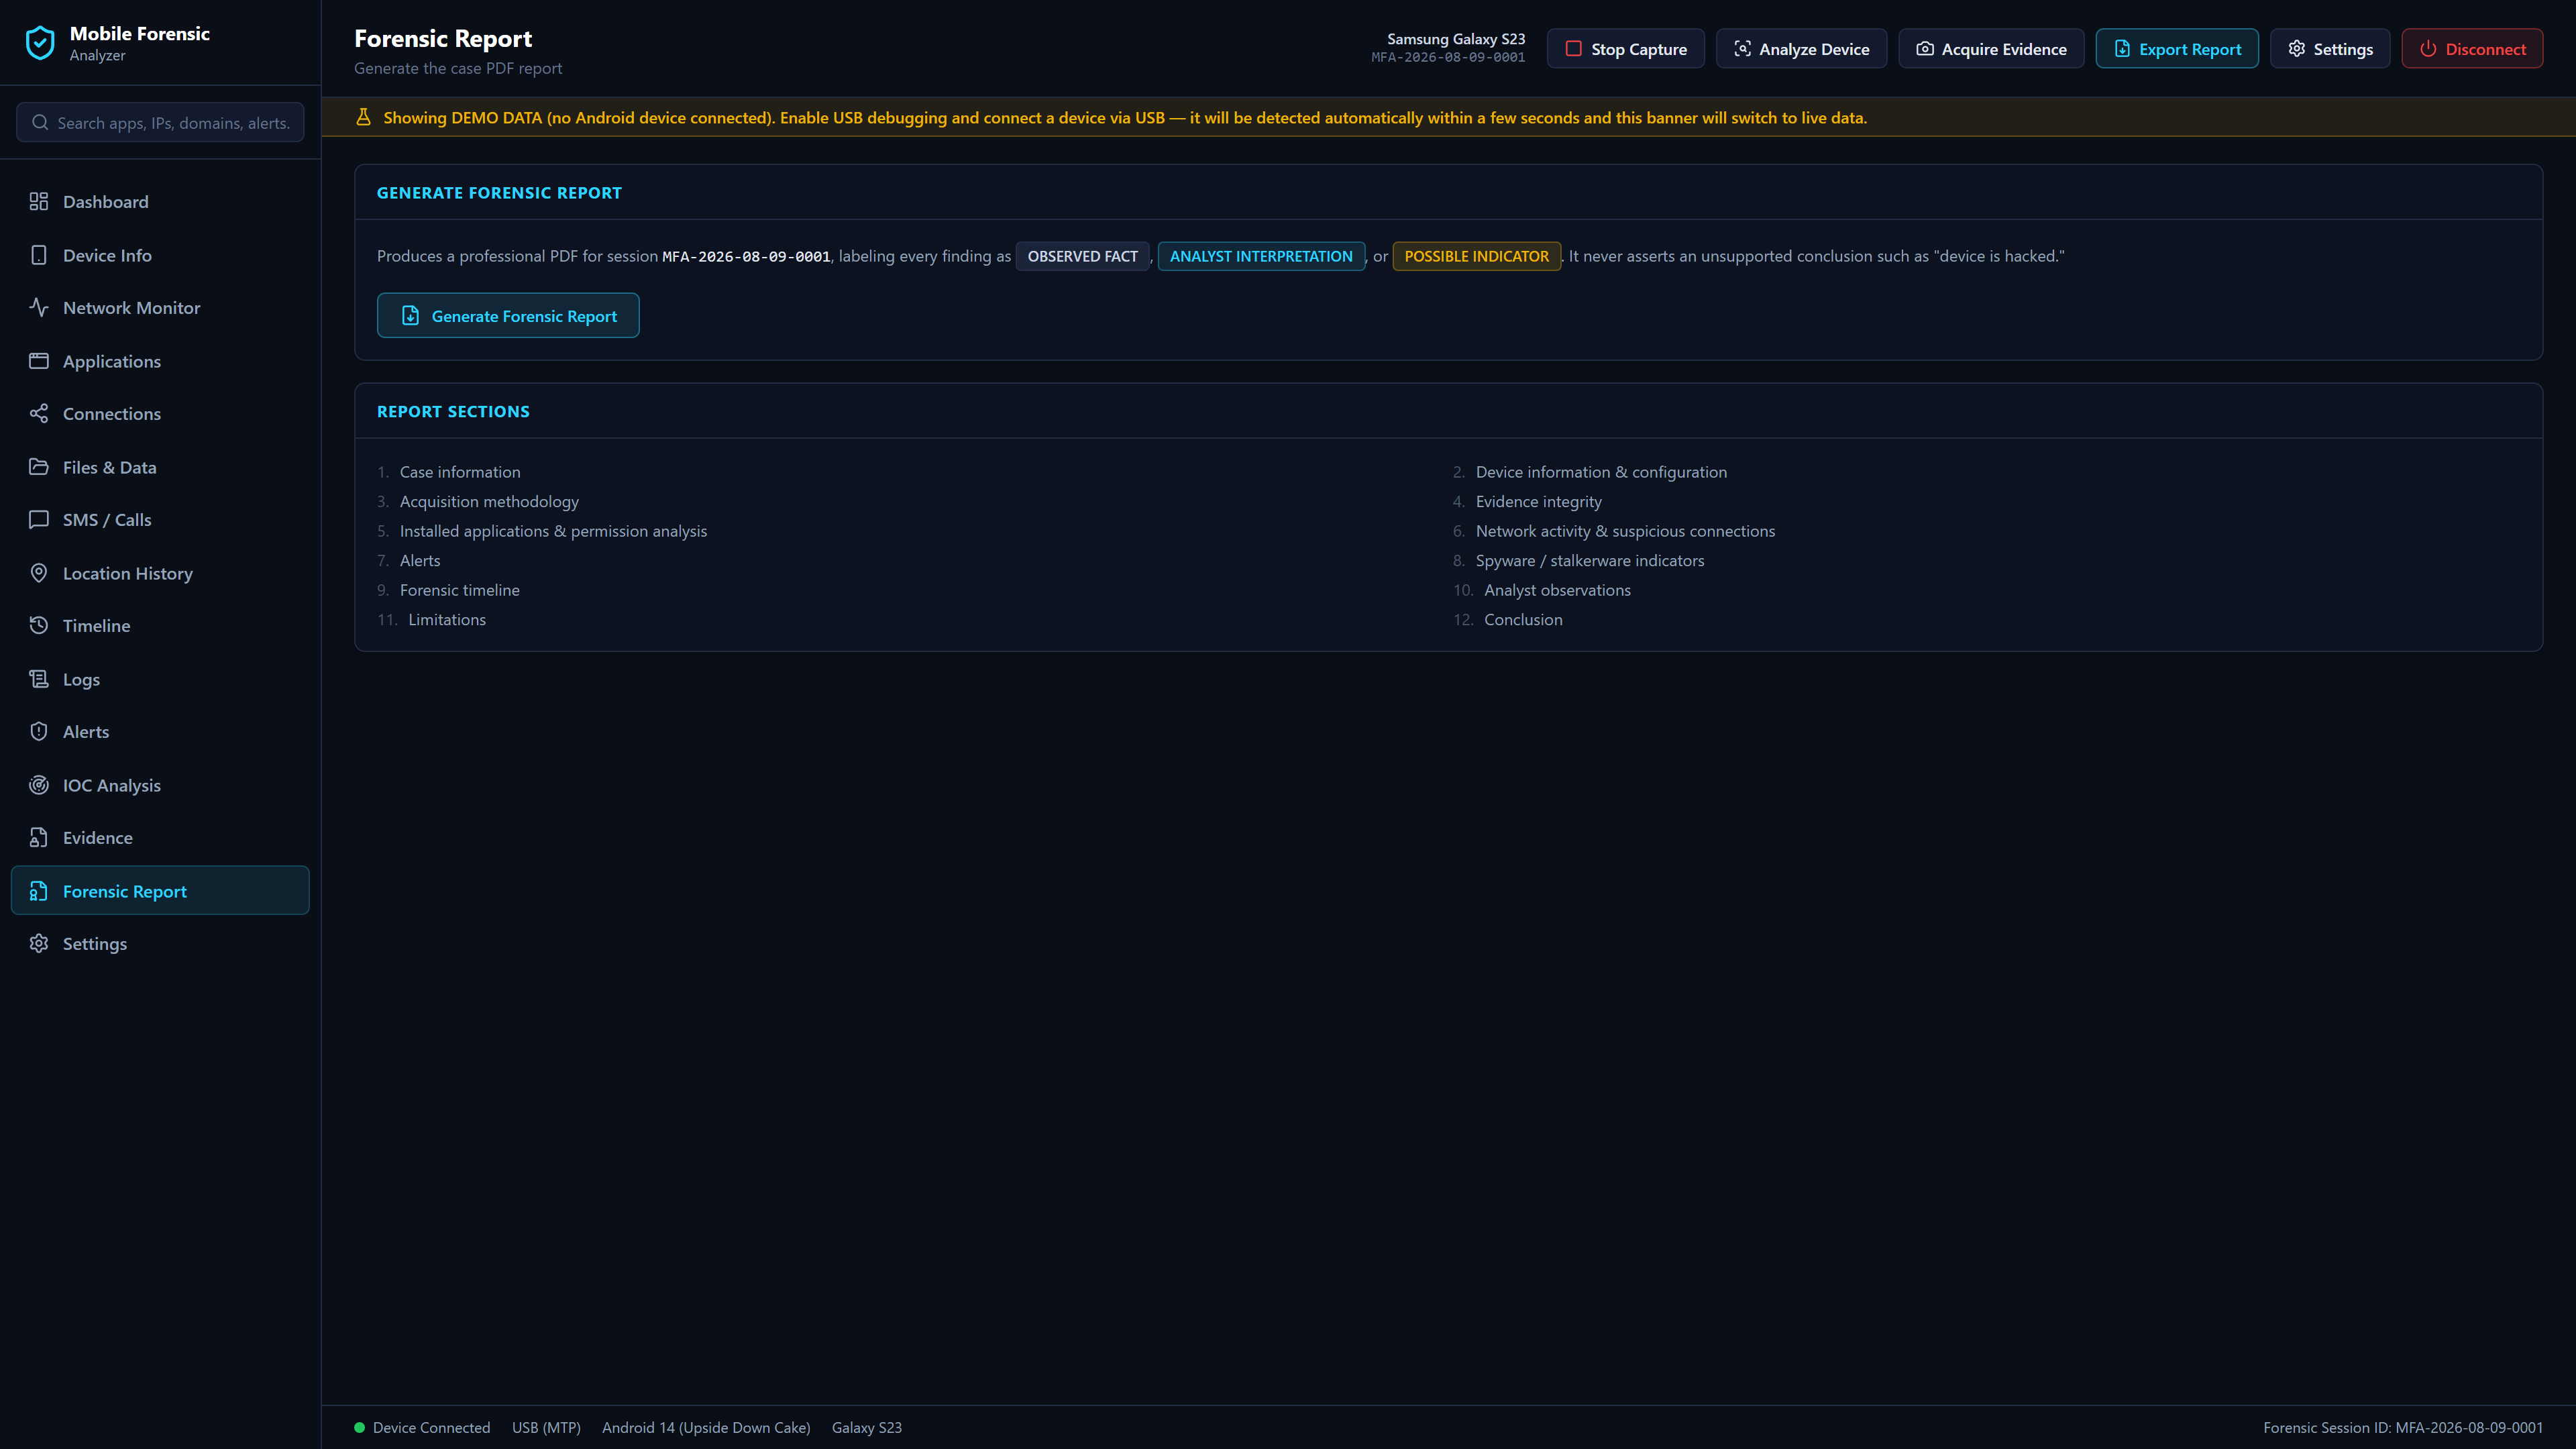 Mobile Forensic
Analyzer
Search apps, IPs, domains, alerts.
Dashboard
Device Info
Network Monitor
Applications
Connections
Files & Data
SMS / Calls
Location History
Timeline
Logs
Alerts
IOC Analysis
Evidence
Forensic Report
Settings
Forensic Report
Generate the case PDF report
Samsung Galaxy S23
MFA-2026-08-09-0001
Stop Capture
Analyze Device
Acquire Evidence
Export Report
Settings
Disconnect
Showing DEMO DATA (no Android device connected). Enable USB debugging and connect a device via USB — it will be detected automatically within a few seconds and this banner will switch to live data.
GENERATE FORENSIC REPORT
Produces a professional PDF for session MFA-2026-08-09-0001, labeling every finding as OBSERVED FACT, ANALYST INTERPRETATION, or POSSIBLE INDICATOR. It never asserts an unsupported conclusion such as "device is hacked."
Generate Forensic Report
REPORT SECTIONS
1. Case information
2. Device information & configuration
3. Acquisition methodology
4. Evidence integrity
5. Installed applications & permission analysis
6. Network activity & suspicious connections
7. Alerts
8. Spyware / stalkerware indicators
9. Forensic timeline
10. Analyst observations
11. Limitations
12. Conclusion
Device Connected
USB (MTP)
Android 14 (Upside Down Cake)
Galaxy S23
Forensic Session ID: MFA-2026-08-09-0001